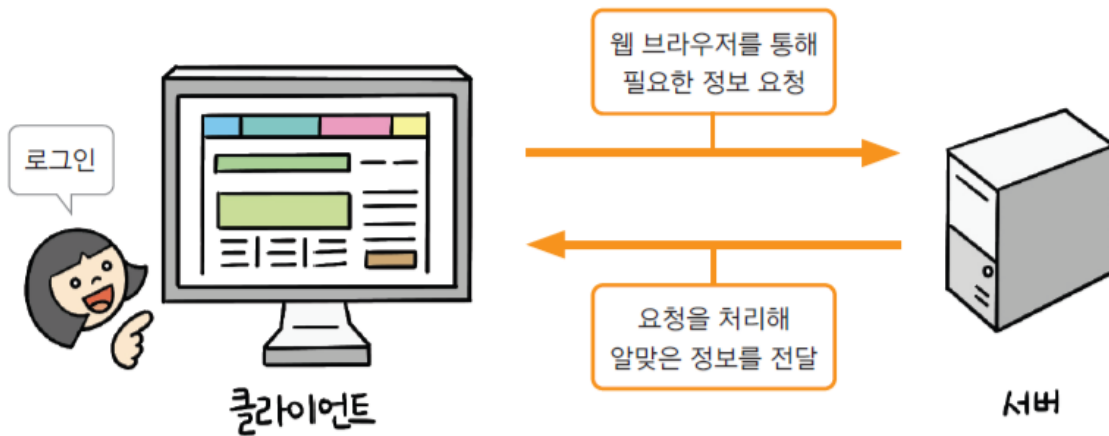 웹 브라우저를 통해
필요한 정보 요청
로그인
요청을 처리해
알맞은 정보를 전달
클라이언트
서버